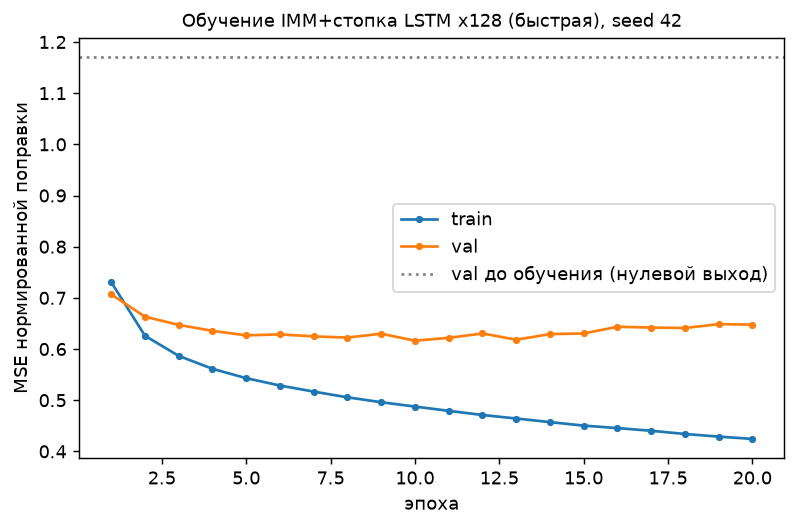 Обучение IMM+стопка LSTM x128 (быстрая), seed 42
MSE нормированной поправки
1.2
1.1
1.0
0.9
0.8
0.7
0.6
0.5
0.4
train
val
val до обучения (нулевой выход)
2.5 5.0 7.5 10.0 12.5 15.0 17.5 20.0
эпоха